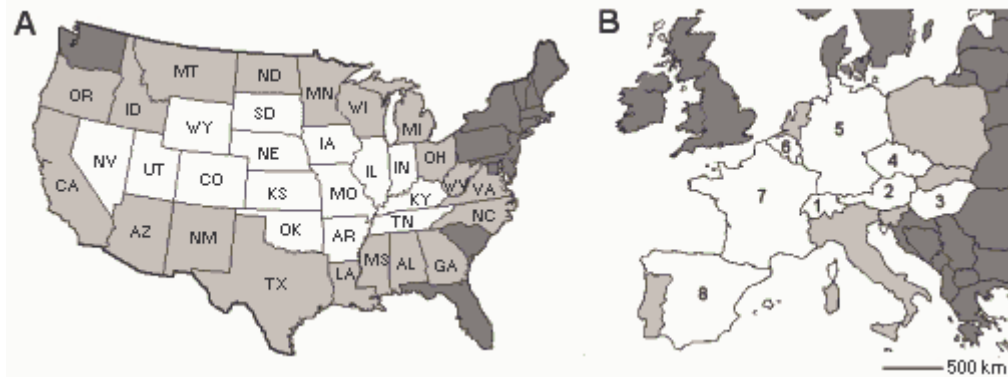 A
B
MT
ND
MN
OR
ID
WI
SD
MI
WY
IA
NE
OH
NV
IL
IN
UT
WV
CO
VA
CA
KS
MO
KY
NC
TN
OK
AZ
NM
AR
MS
AL
GA
TX
LA
5
6
4
7
1
2
3
8
500 km